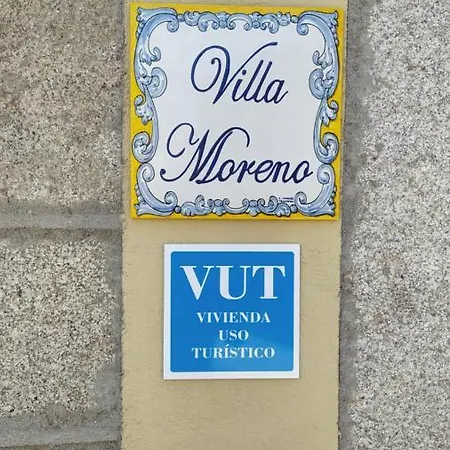 Villa
Moreno
VUT
VIVIENDA
USO
TURÍSTICO